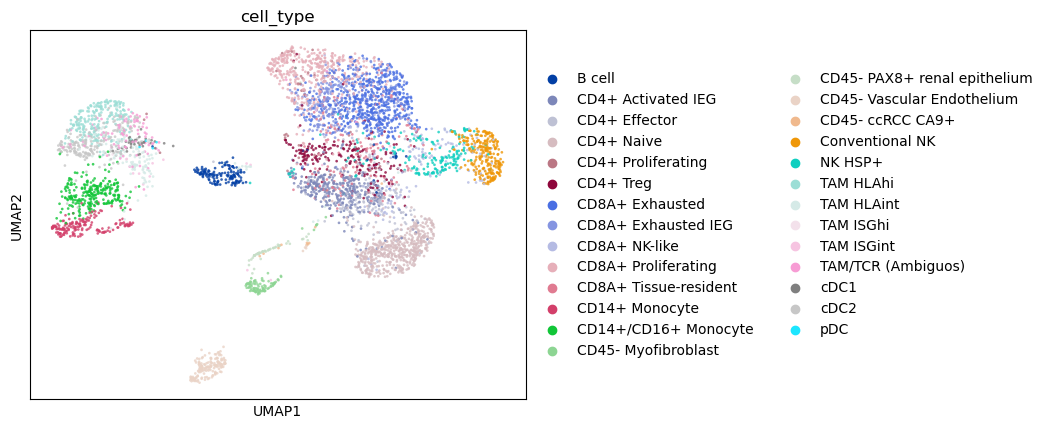 cell_type
UMAP2
UMAP1
B cell
CD4+ Activated IEG
CD4+ Effector
CD4+ Naive
CD4+ Proliferating
CD4+ Treg
CD8A+ Exhausted
CD8A+ Exhausted IEG
CD8A+ NK-like
CD8A+ Proliferating
CD8A+ Tissue-resident
CD14+ Monocyte
CD14+/CD16+ Monocyte
CD45- Myofibroblast
CD45- PAX8+ renal epithelium
CD45- Vascular Endothelium
CD45- ccRCC CA9+
Conventional NK
NK HSP+
TAM HLAhi
TAM HLAint
TAM ISGhi
TAM ISGint
TAM/TCR (Ambiguos)
cDC1
cDC2
pDC